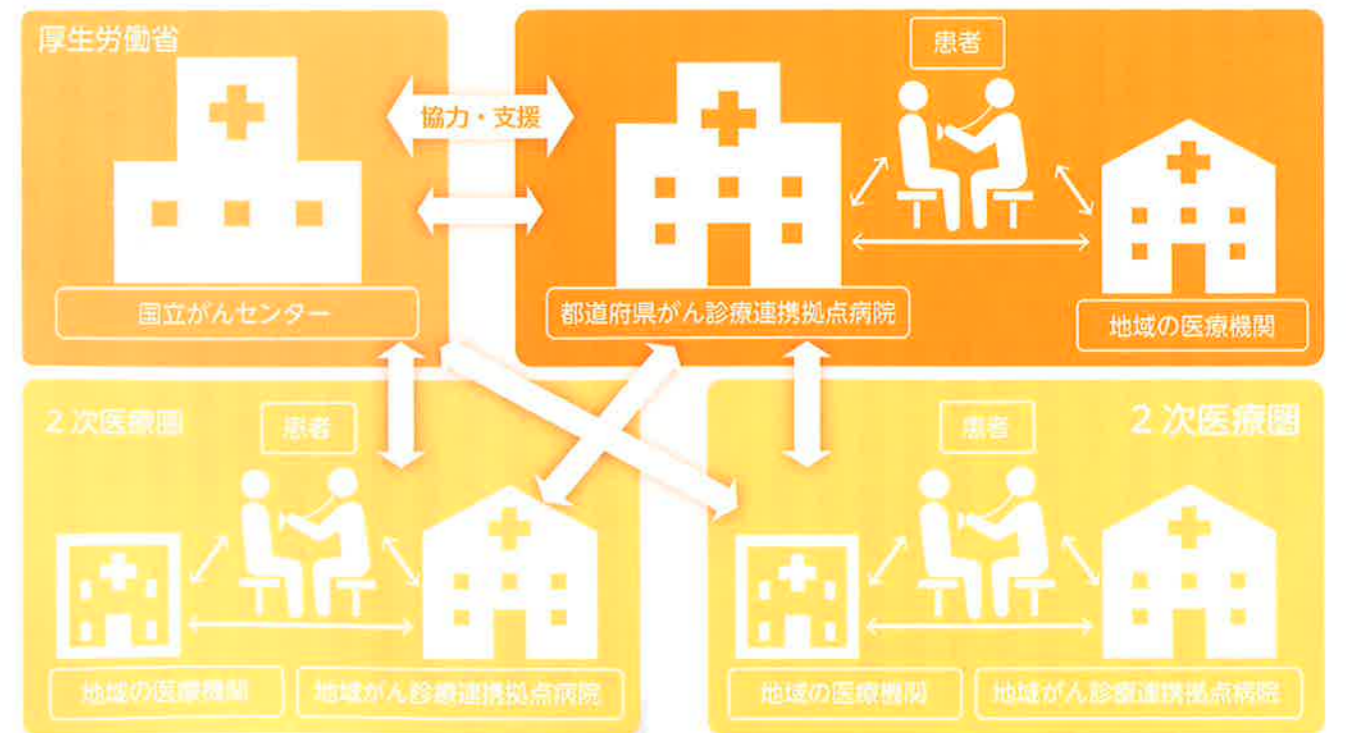 厚生労働省
患者
協力・支援
国立がんセンター
都道府県がん診療連携拠点病院
地域の医療機関
2次医療圏
患者
地域の医療機関
地域がん診療連携拠点病院
患者
2次医療圏
地域の医療機関
地域がん診療連携拠点病院